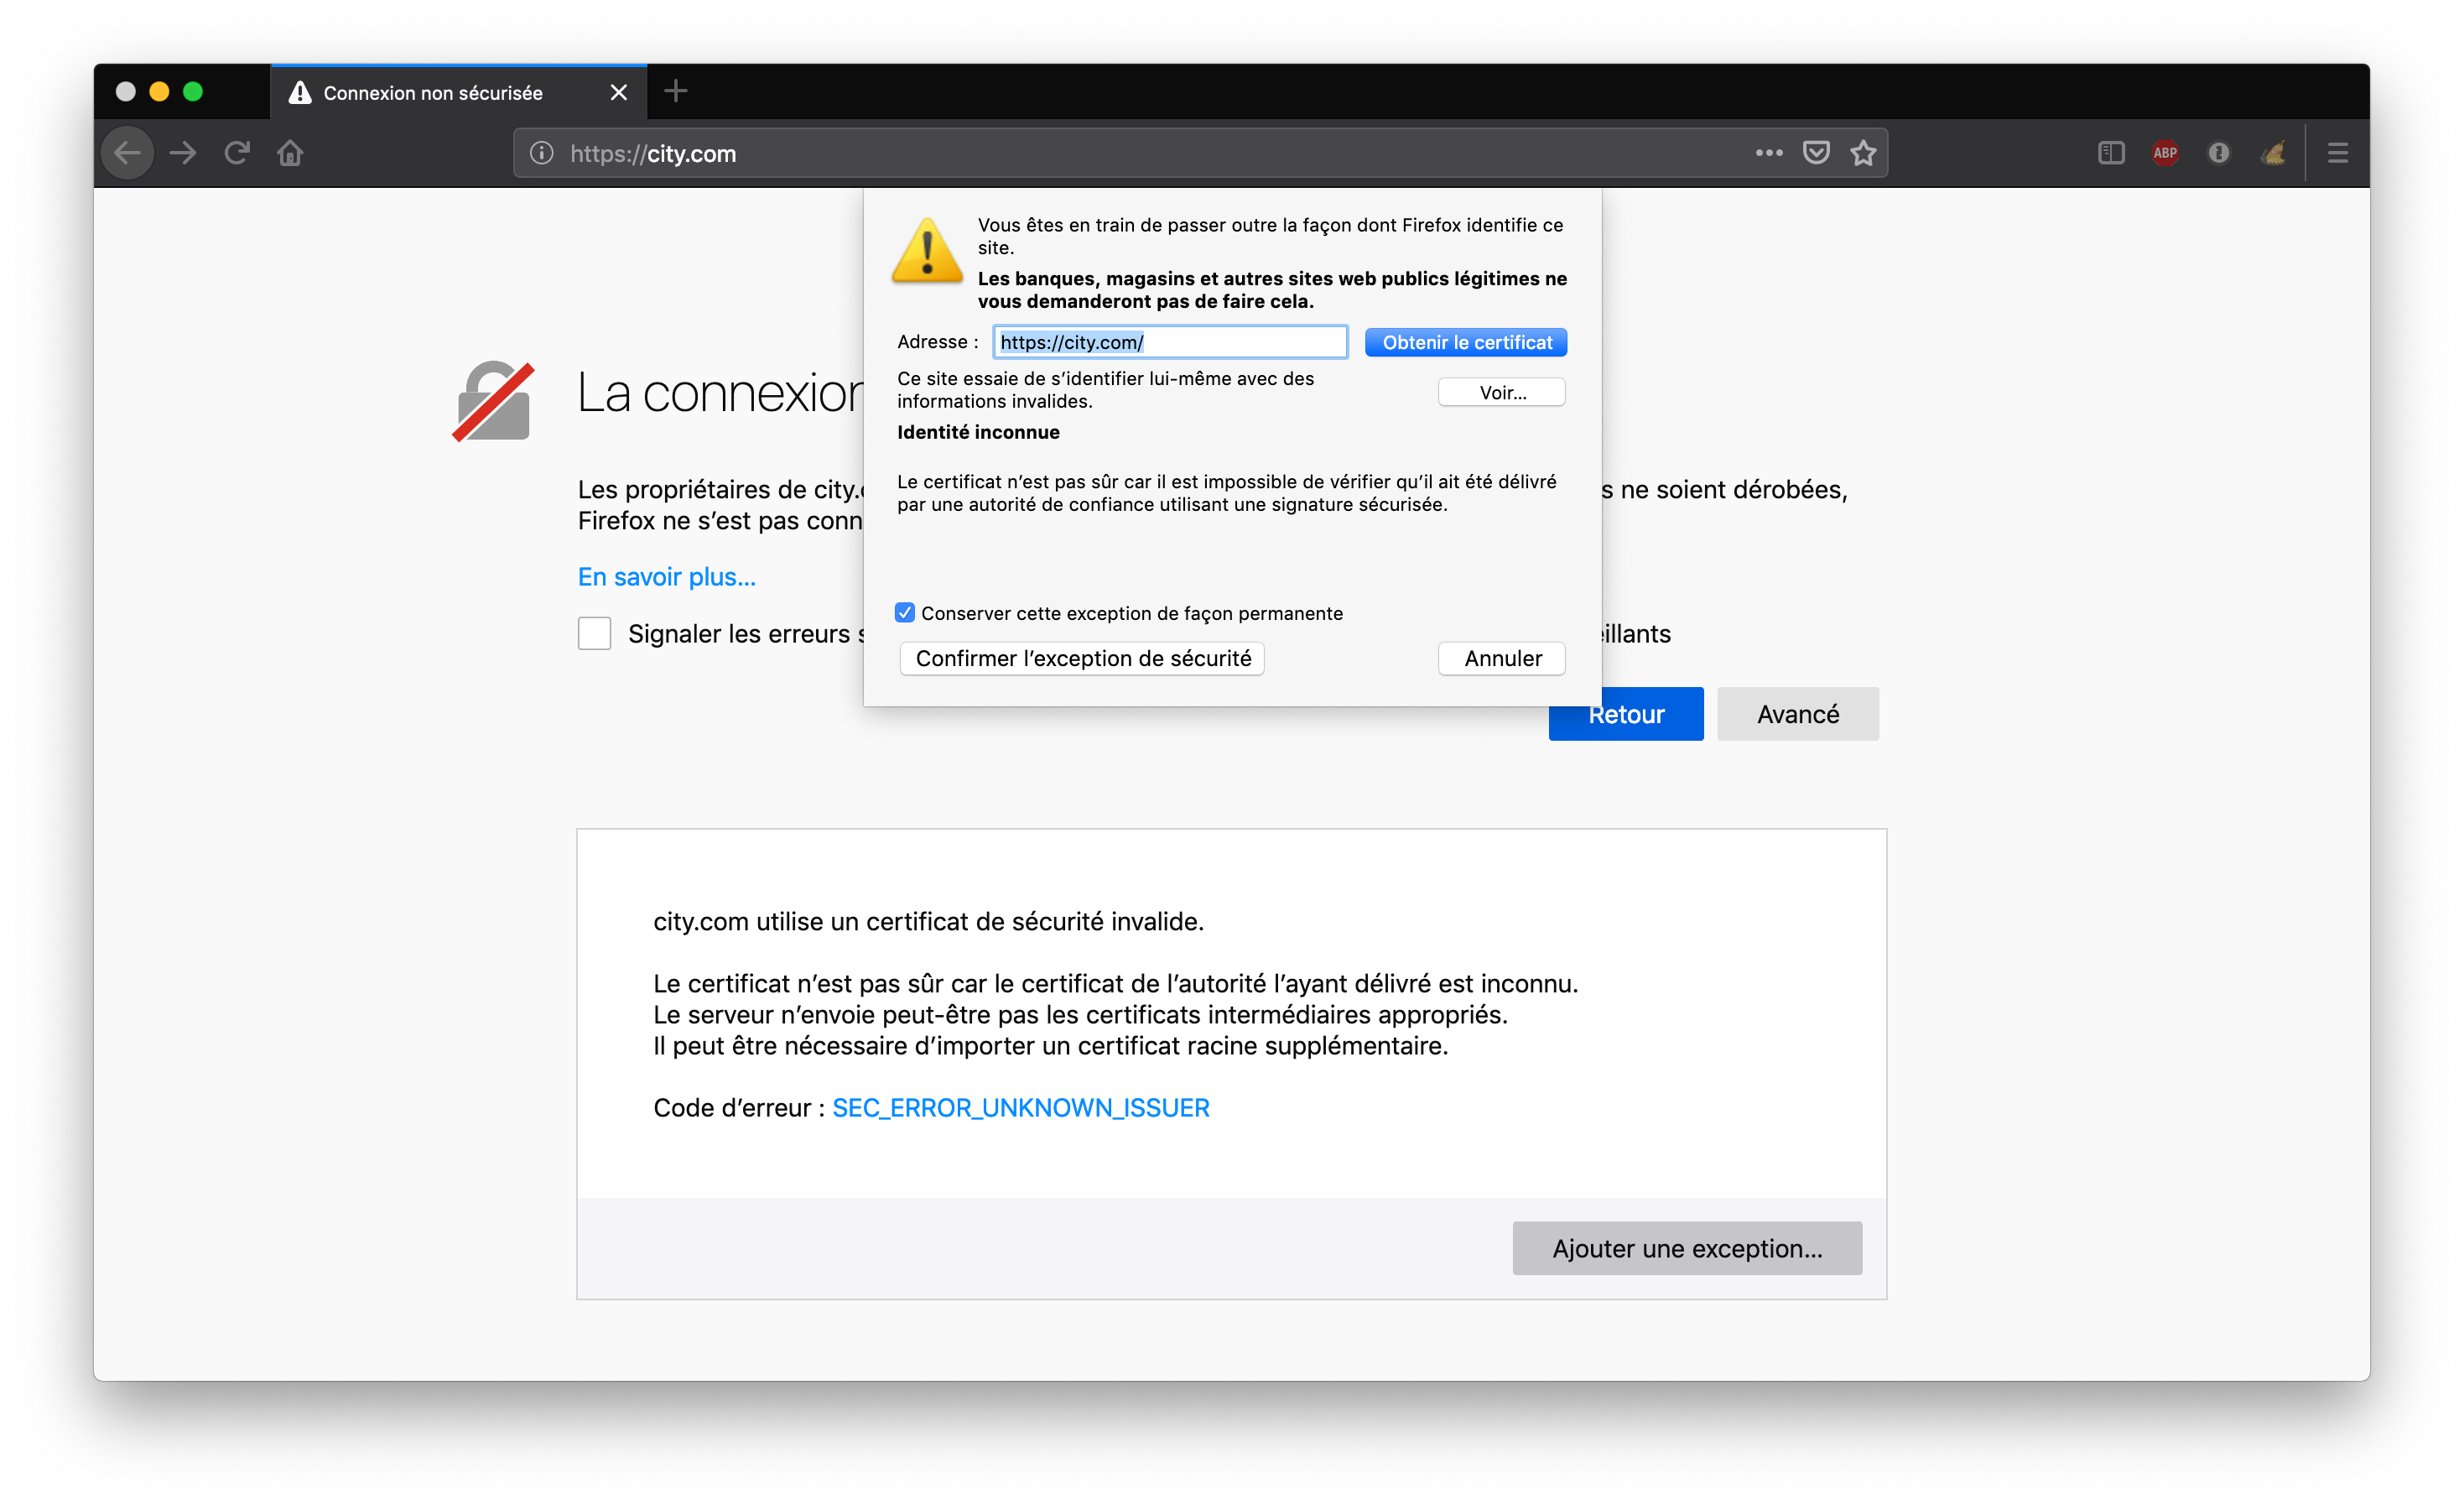 Connexion non sécurisée
https://city.com
ABP
Vous êtes en train de passer outre la façon dont Firefox identifie ce
site.
Les banques, magasins et autres sites web publics légitimes ne
vous demanderont pas de faire cela.
Adresse : https://city.com/ Obtenir le certificat
Ce site essaie de s’identifier lui-même avec des
informations invalides.
Voir...
Identité inconnue
Le certificat n’est pas sûr car il est impossible de vérifier qu’il ait été délivré
par une autorité de confiance utilisant une signature sécurisée.
Conserver cette exception de façon permanente
Confirmer l’exception de sécurité Annuler
La connexion
Les propriétaires de city. s ne soient dérobées,
Firefox ne s’est pas conn
En savoir plus...
Signaler les erreurs s eillants
Retour Avancé
city.com utilise un certificat de sécurité invalide.
Le certificat n’est pas sûr car le certificat de l’autorité l’ayant délivré est inconnu.
Le serveur n’envoie peut-être pas les certificats intermédiaires appropriés.
Il peut être nécessaire d’importer un certificat racine supplémentaire.
Code d’erreur : SEC_ERROR_UNKNOWN_ISSUER
Ajouter une exception...